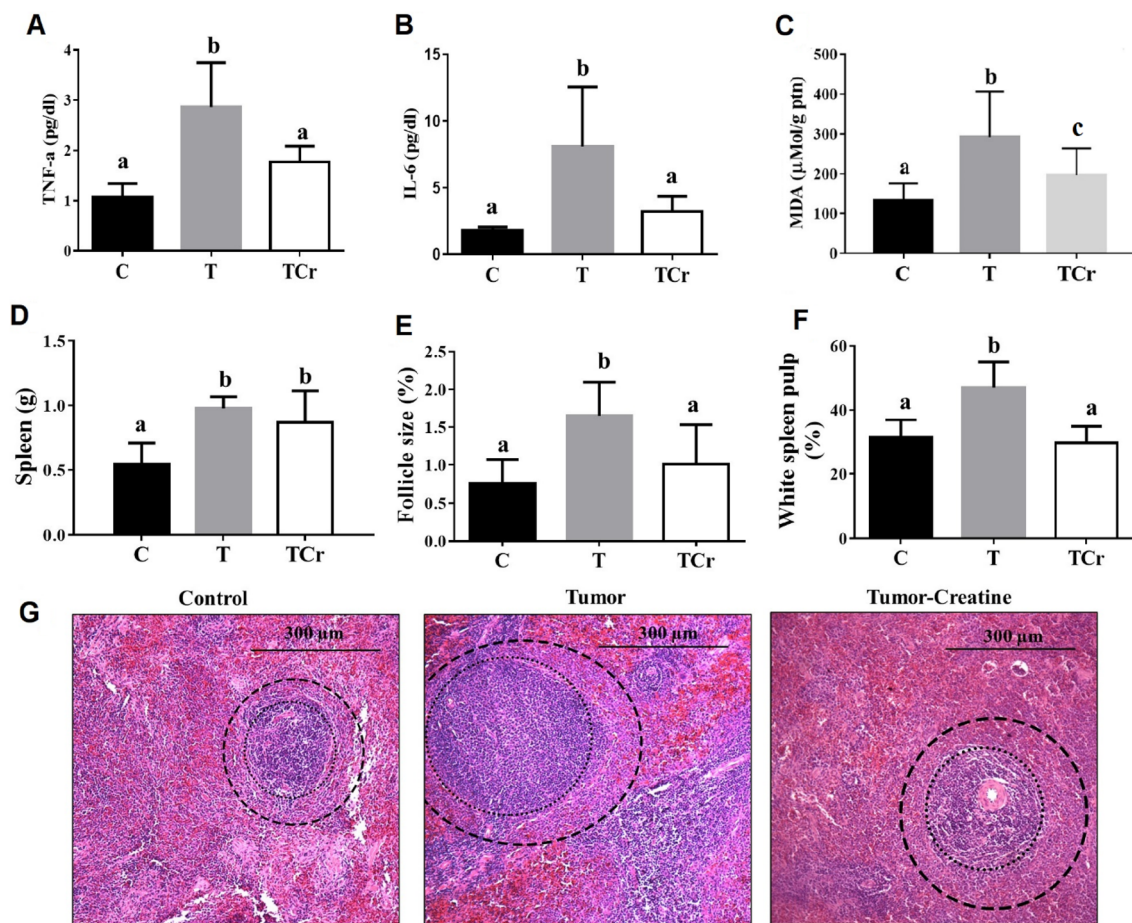 A
TNF-a (pg/dl)
4
3
2
1
0
a
b
a
C
T
TCr
B
IL-6 (pg/dl)
15
10
5
0
a
b
a
C
T
TCr
C
MDA (µMol/g ptn)
500
400
300
200
100
0
a
b
c
C
T
TCr
D
Spleen (g)
1.5
1.0
0.5
0.0
a
b
b
C
T
TCr
E
Follicle size (%)
2.5
2.0
1.5
1.0
0.5
0.0
a
b
a
C
T
TCr
F
White spleen pulp
(%)
60
40
20
0
a
b
a
C
T
TCr
G
Control
300 µm
Tumor
300 µm
Tumor-Creatine
300 µm